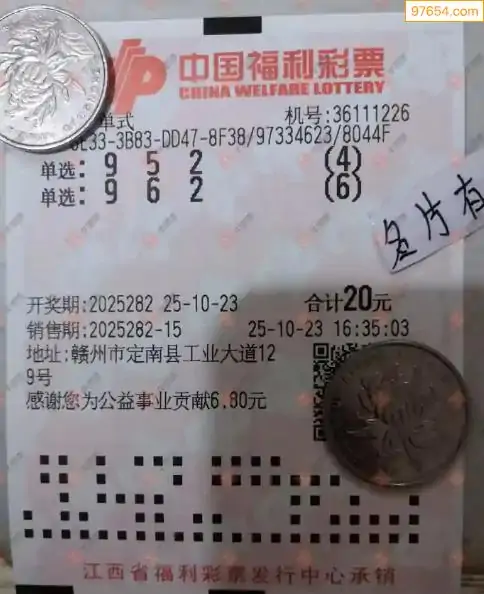 97654.com
中国福利彩票
CHINA WELFARE LOTTERY
单式 机号:36111226
3B83-DD47-8F38/97334623/8044F
单选: 9 5 2 (4)
单选: 9 6 2 (6)
名片有
开奖期:2025282 25-10-23 合计20元
销售期:2025282-15 25-10-23 16:35:03
地址:赣州市定南县工业大道12
9号
感谢您为公益事业贡献6.80元
江西省福利彩票发行中心承销